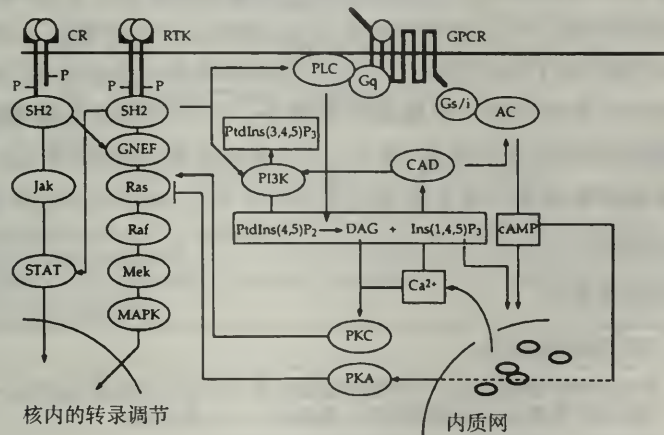 CR
RTK
GPCR
P
P
P
P
PLC
Gq
SH2
SH2
Gs/i
AC
GNEF
PtdIns(3,4,5)P₃
Jak
Ras
PI3K
CAD
Raf
PtdIns(4,5)P₂ → DAG + Ins(1,4,5)P₃
cAMP
STAT
Mek
Ca²⁺
MAPK
PKC
PKA
核内的转录调节
内质网